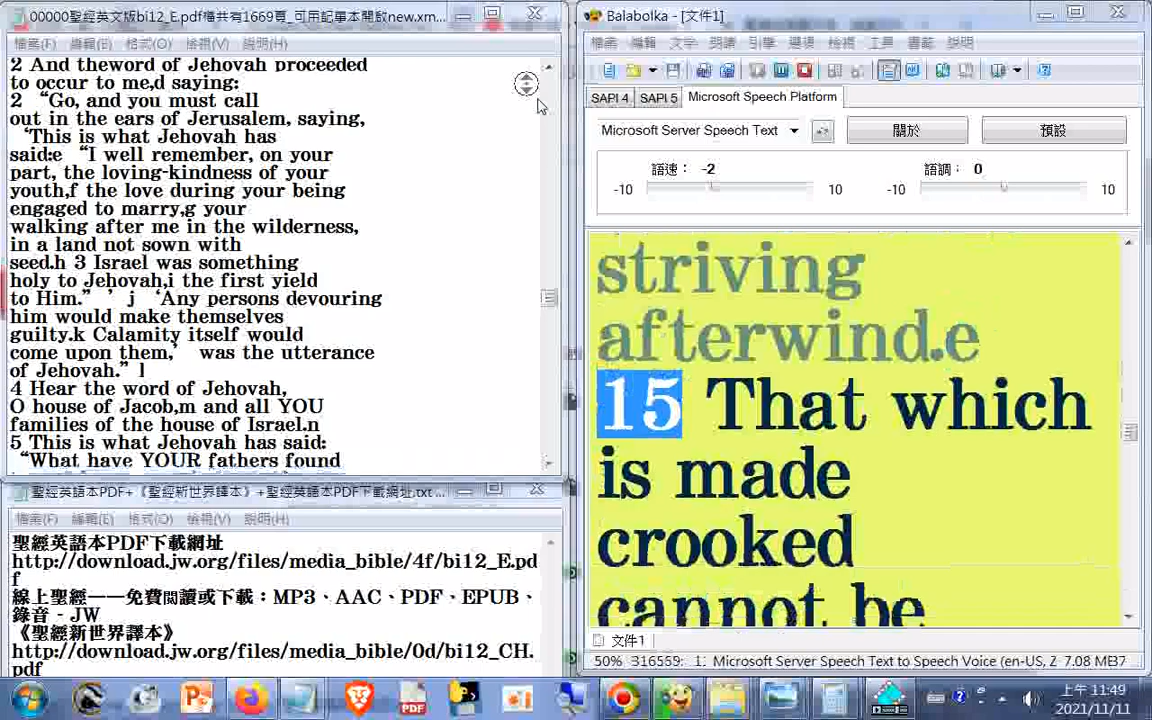 00000聖經英文版bi12_E.pdf檔共有1669頁_可用記事本開啟new.xm...
檔案(F) 編輯(E) 格式(O) 檢視(V) 說明(H)
2 And theword of Jehovah proceeded
to occur to me,d saying:
2 “Go, and you must call
out in the ears of Jerusalem, saying,
‘This is what Jehovah has
said:e “I well remember, on your
part, the loving-kindness of your
youth,f the love during your being
engaged to marry,g your
walking after me in the wilderness,
in a land not sown with
seed.h 3 Israel was something
holy to Jehovah,i the first yield
to Him.” ’ j ‘Any persons devouring
him would make themselves
guilty.k Calamity itself would
come upon them,’ was the utterance
of Jehovah.” l
4 Hear the word of Jehovah,
O house of Jacob,m and all YOU
families of the house of Israel.n
5 This is what Jehovah has said:
“What have YOUR fathers found
聖經英語本PDF+《聖經新世界譯本》+聖經英語本PDF下載網址.txt ...
檔案(F) 編輯(E) 格式(O) 檢視(V) 說明(H)
聖經英語本PDF下載網址
http://download.jw.org/files/media_bible/4f/bi12_E.pd
f
線上聖經——免費閱讀或下載：MP3、AAC、PDF、EPUB、
錄音 - JW
《聖經新世界譯本》
http://download.jw.org/files/media_bible/0d/bi12_CH.
pdf
Balabolka - [文件1]
檔案 編輯 文字 朗讀 引擎 選項 檢視 工具 書籤 說明
SAPI 4 SAPI 5 Microsoft Speech Platform
Microsoft Server Speech Text 關於 預設
語速： -2 語調： 0
-10 10 -10 10
striving
afterwind.e
15 That which
is made
crooked
cannot be
文件1
50% 316559: 1: Microsoft Server Speech Text to Speech Voice (en-US, Z 7.08 MB
上午 11:49
2021/11/11